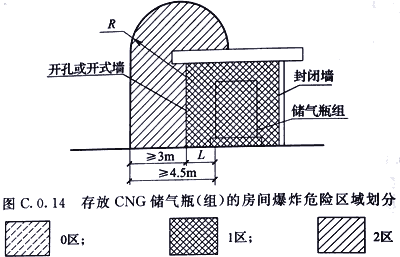 R
开孔或开式墙
封闭墙
储气瓶组
≥3m
L
≥4.5m
图 C.0.14 存放 CNG 储气瓶(组)的房间爆炸危险区域划分
0区；
1区；
2区